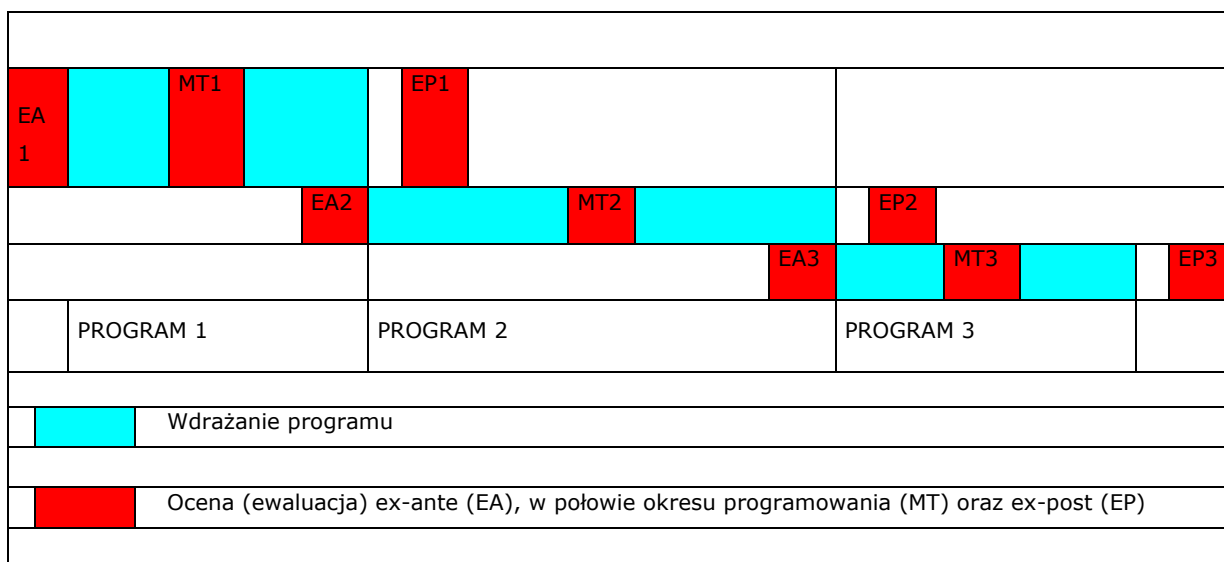 MT1
EP1
EA
1
EA2
MT2
EP2
EA3
MT3
EP3
PROGRAM 1
PROGRAM 2
PROGRAM 3
Wdrażanie programu
Ocena (ewaluacja) ex-ante (EA), w połowie okresu programowania (MT) oraz ex-post (EP)